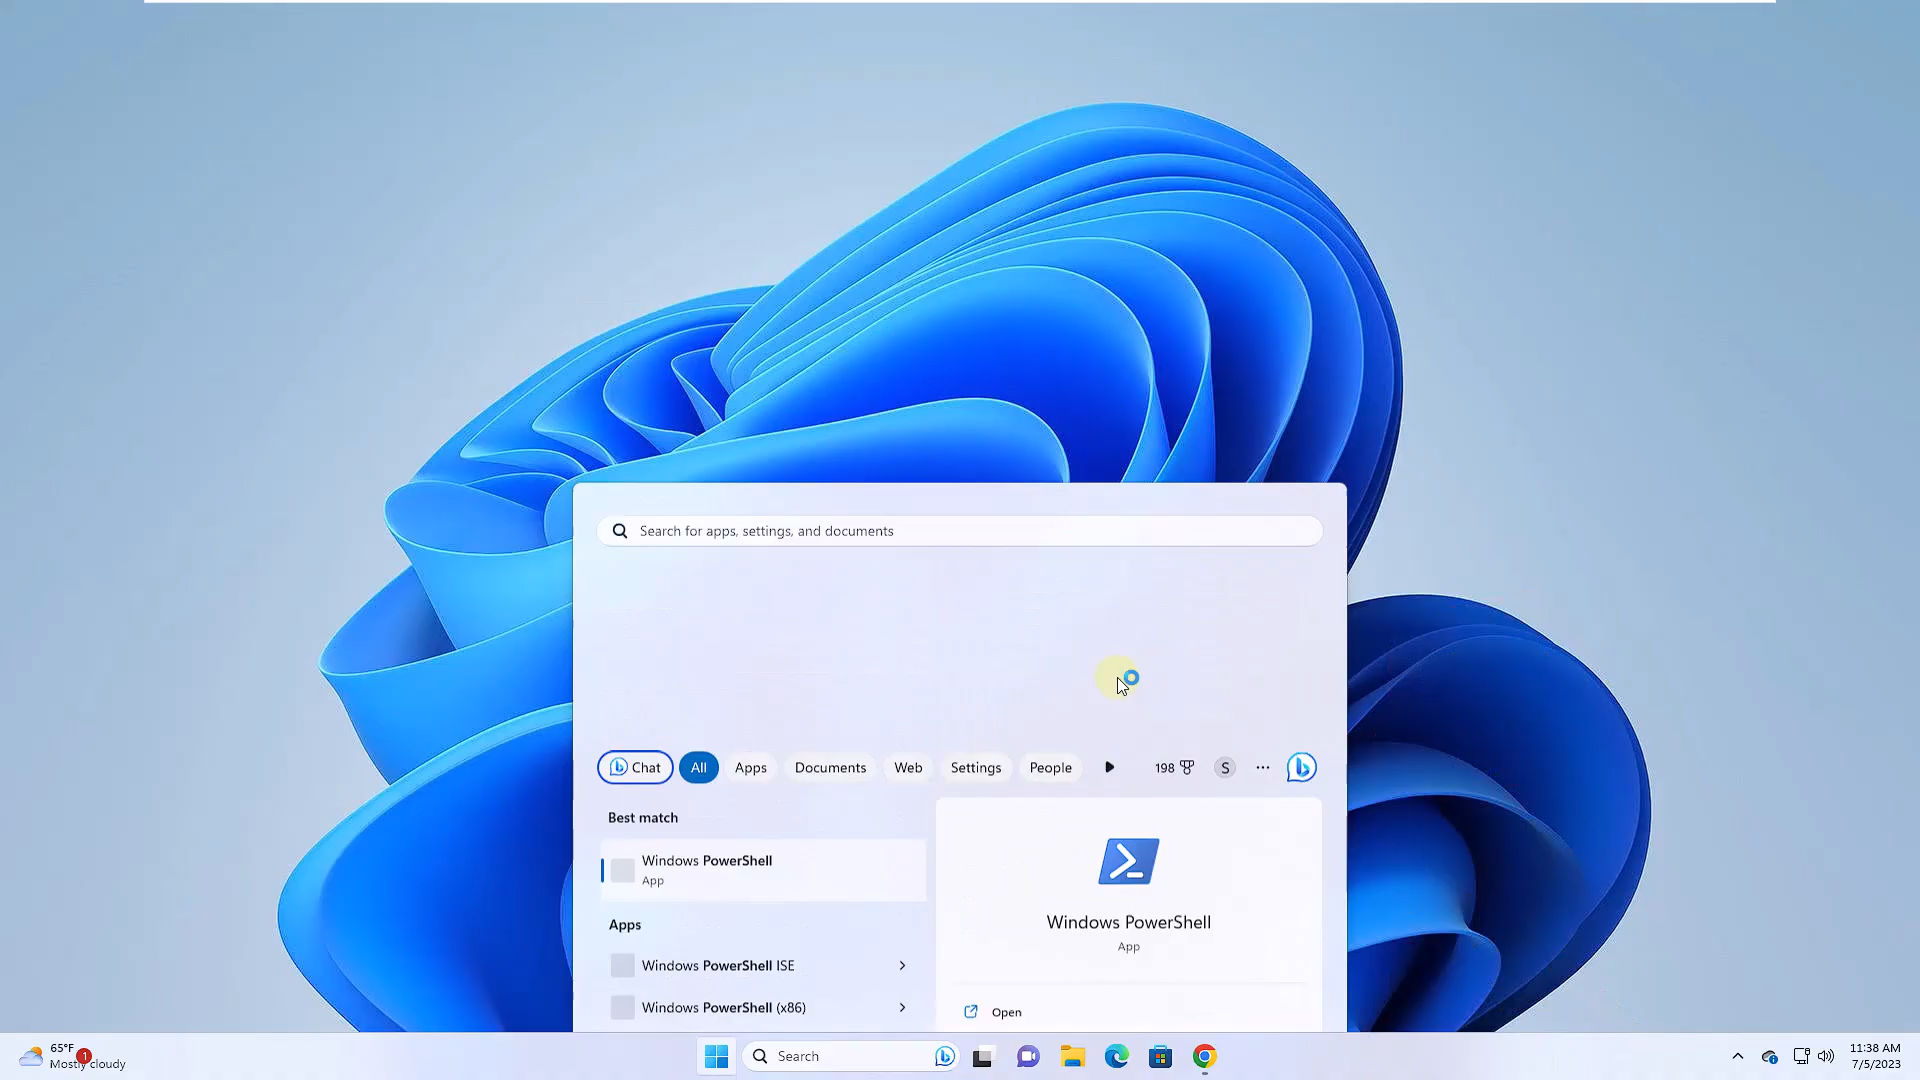 Search for apps, settings, and documents
Chat All Apps Documents Web Settings People 198 S
Best match
Windows PowerShell
App
Apps
Windows PowerShell ISE
Windows PowerShell (x86)
Windows PowerShell
App
Open
65°F
1
Mostly cloudy
Search
11:38 AM
7/5/2023